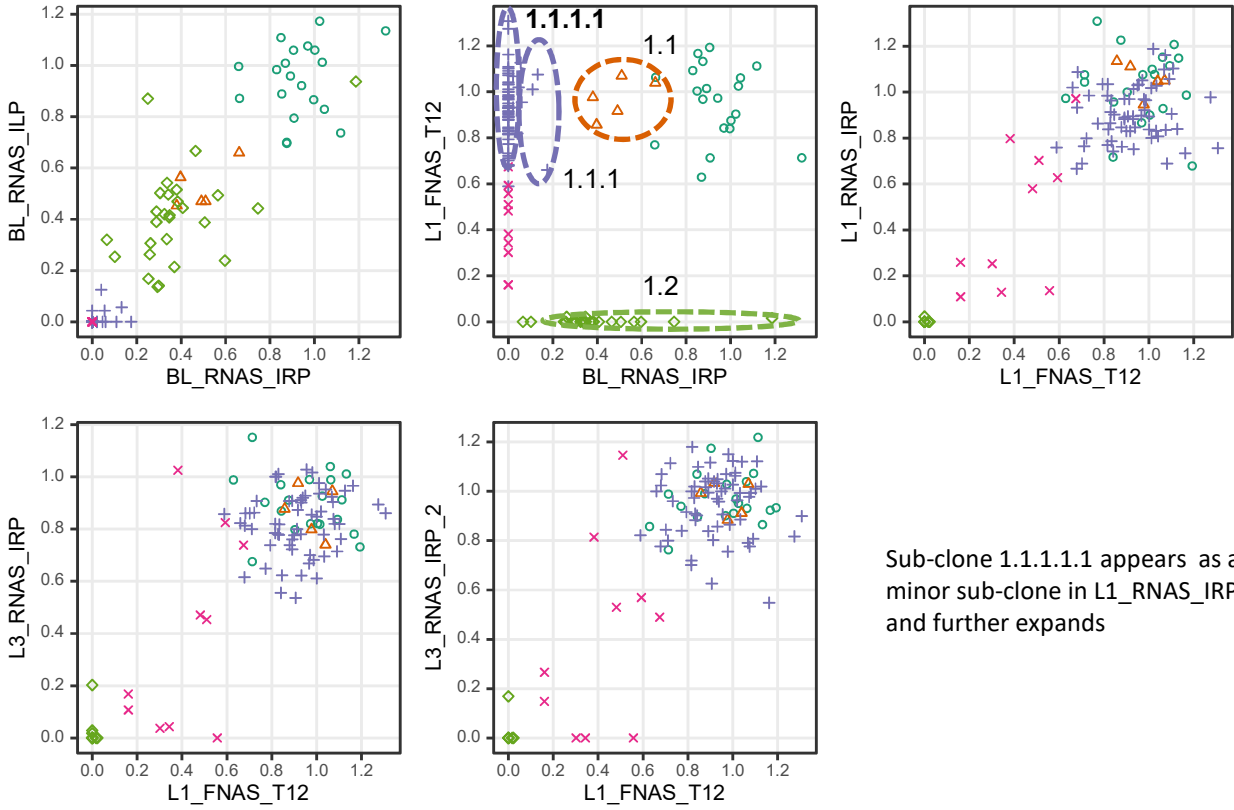 1.2
1.0
0.8
0.6
0.4
0.2
0.0
0.0 0.2 0.4 0.6 0.8 1.0 1.2
BL_RNAS_ILP
BL_RNAS_IRP
1.1.1.1
1.1
1.1.1
1.2
1.2
1.0
0.8
0.6
0.4
0.2
0.0
0.0 0.2 0.4 0.6 0.8 1.0 1.2
L1_FNAS_T12
BL_RNAS_IRP
1.2
1.0
0.8
0.6
0.4
0.2
0.0
0.0 0.2 0.4 0.6 0.8 1.0 1.2
L1_RNAS_IRP
L1_FNAS_T12
1.2
1.0
0.8
0.6
0.4
0.2
0.0
0.0 0.2 0.4 0.6 0.8 1.0 1.2
L3_RNAS_IRP
L1_FNAS_T12
1.2
1.0
0.8
0.6
0.4
0.2
0.0
0.0 0.2 0.4 0.6 0.8 1.0 1.2
L3_RNAS_IRP_2
L1_FNAS_T12
Sub-clone 1.1.1.1.1 appears as a
minor sub-clone in L1_RNAS_IRP
and further expands